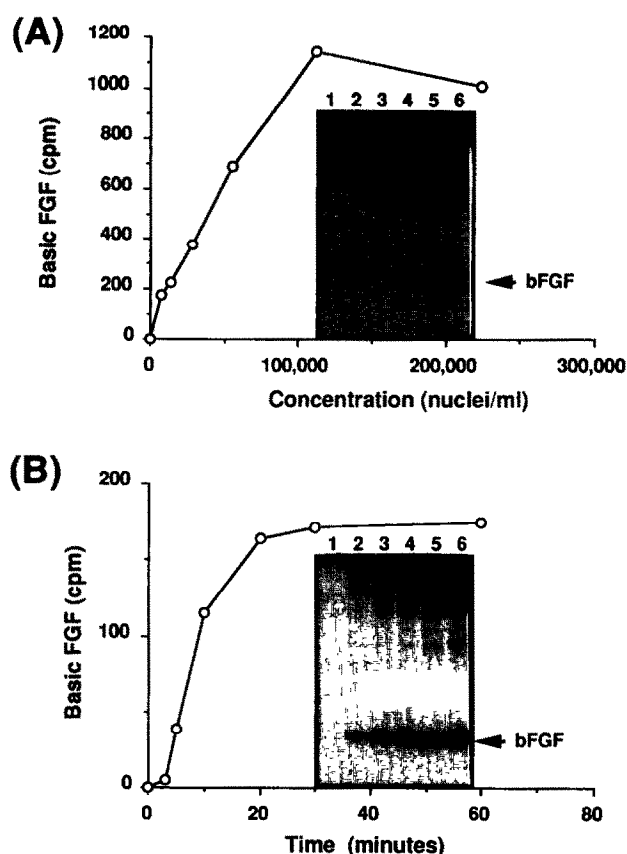 (A)
1200
1000
800
600
400
200
0
Basic FGF (cpm)
1 2 3 4 5 6
bFGF
0 100,000 200,000 300,000
Concentration (nuclei/ml)
(B)
200
100
0
Basic FGF (cpm)
1 2 3 4 5 6
bFGF
0 20 40 60 80
Time (minutes)